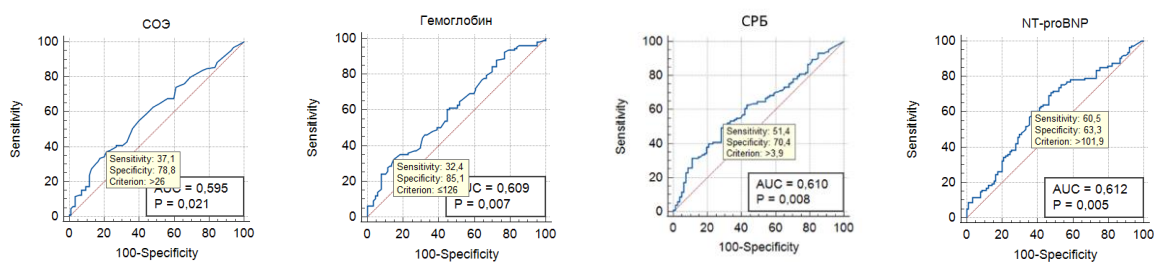 СОЭ
100
80
60
40
20
0
Sensitivity
Sensitivity: 37,1
Specificity: 78,8
Criterion: >26
AUC = 0,595
P = 0,021
0 20 40 60 80 100
100-Specificity
Гемоглобин
100
80
60
40
20
0
Sensitivity
Sensitivity: 32,4
Specificity: 85,1
Criterion: ≤126
UC = 0,609
P = 0,007
0 20 40 60 80 100
100-Specificity
СРБ
100
80
60
40
20
0
Sensitivity
Sensitivity: 51,4
Specificity: 70,4
Criterion: >3,9
AUC = 0,610
P = 0,008
0 20 40 60 80 100
100-Specificity
NT-proBNP
100
80
60
40
20
0
Sensitivity
Sensitivity: 60,5
Specificity: 63,3
Criterion: >101,9
AUC = 0,612
P = 0,005
0 20 40 60 80 100
100-Specificity